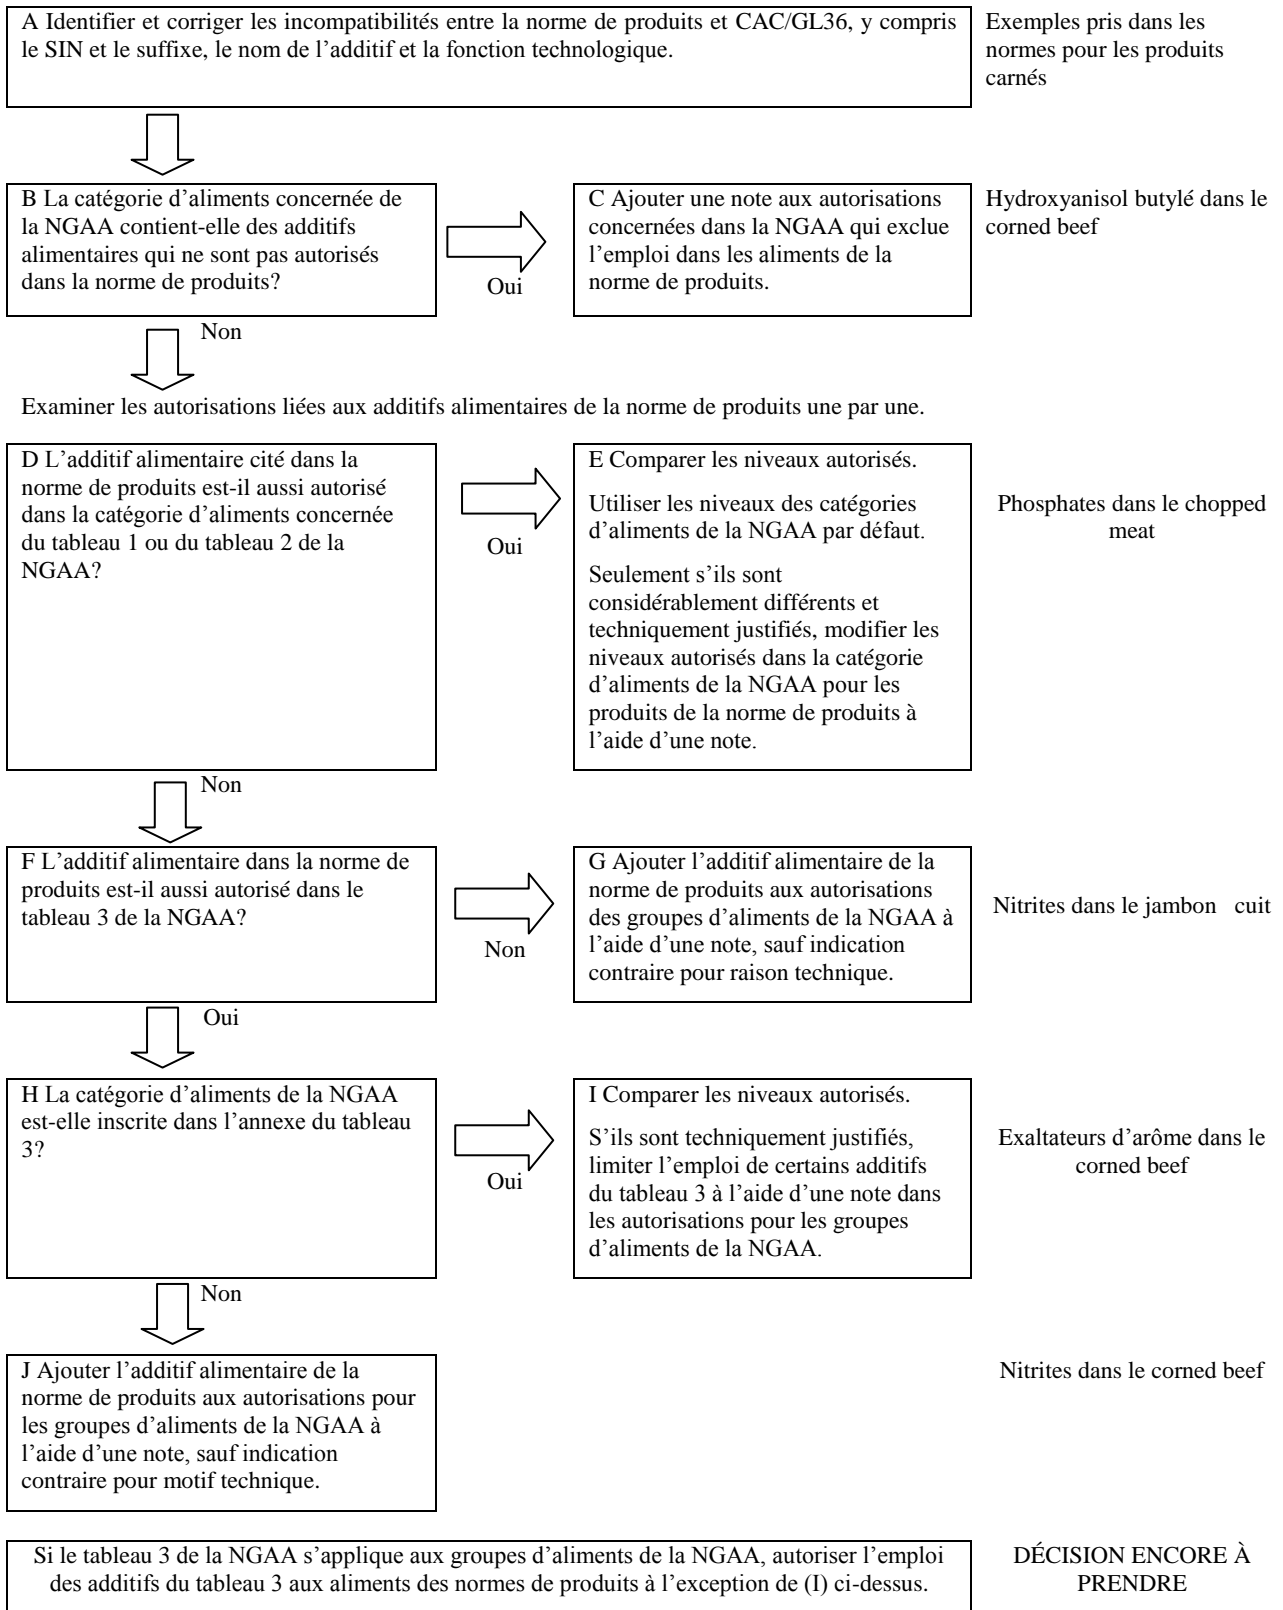 A Identifier et corriger les incompatibilités entre la norme de produits et CAC/GL36, y compris
le SIN et le suffixe, le nom de l’additif et la fonction technologique.
Exemples pris dans les
normes pour les produits
carnés
B La catégorie d’aliments concernée de
la NGAA contient-elle des additifs
alimentaires qui ne sont pas autorisés
dans la norme de produits?
Oui
C Ajouter une note aux autorisations
concernées dans la NGAA qui exclue
l’emploi dans les aliments de la
norme de produits.
Hydroxyanisol butylé dans le
corned beef
Non
Examiner les autorisations liées aux additifs alimentaires de la norme de produits une par une.
D L’additif alimentaire cité dans la
norme de produits est-il aussi autorisé
dans la catégorie d’aliments concernée
du tableau 1 ou du tableau 2 de la
NGAA?
Oui
E Comparer les niveaux autorisés.
Utiliser les niveaux des catégories
d’aliments de la NGAA par défaut.
Seulement s’ils sont
considérablement différents et
techniquement justifiés, modifier les
niveaux autorisés dans la catégorie
d’aliments de la NGAA pour les
produits de la norme de produits à
l’aide d’une note.
Phosphates dans le chopped
meat
Non
F L’additif alimentaire dans la norme de
produits est-il aussi autorisé dans le
tableau 3 de la NGAA?
Non
G Ajouter l’additif alimentaire de la
norme de produits aux autorisations
des groupes d’aliments de la NGAA à
l’aide d’une note, sauf indication
contraire pour raison technique.
Nitrites dans le jambon cuit
Oui
H La catégorie d’aliments de la NGAA
est-elle inscrite dans l’annexe du tableau
3?
Oui
I Comparer les niveaux autorisés.
S’ils sont techniquement justifiés,
limiter l’emploi de certains additifs
du tableau 3 à l’aide d’une note dans
les autorisations pour les groupes
d’aliments de la NGAA.
Exaltateurs d’arôme dans le
corned beef
Non
J Ajouter l’additif alimentaire de la
norme de produits aux autorisations pour
les groupes d’aliments de la NGAA à
l’aide d’une note, sauf indication
contraire pour motif technique.
Nitrites dans le corned beef
Si le tableau 3 de la NGAA s’applique aux groupes d’aliments de la NGAA, autoriser l’emploi
des additifs du tableau 3 aux aliments des normes de produits à l’exception de (I) ci-dessus.
DÉCISION ENCORE À
PRENDRE